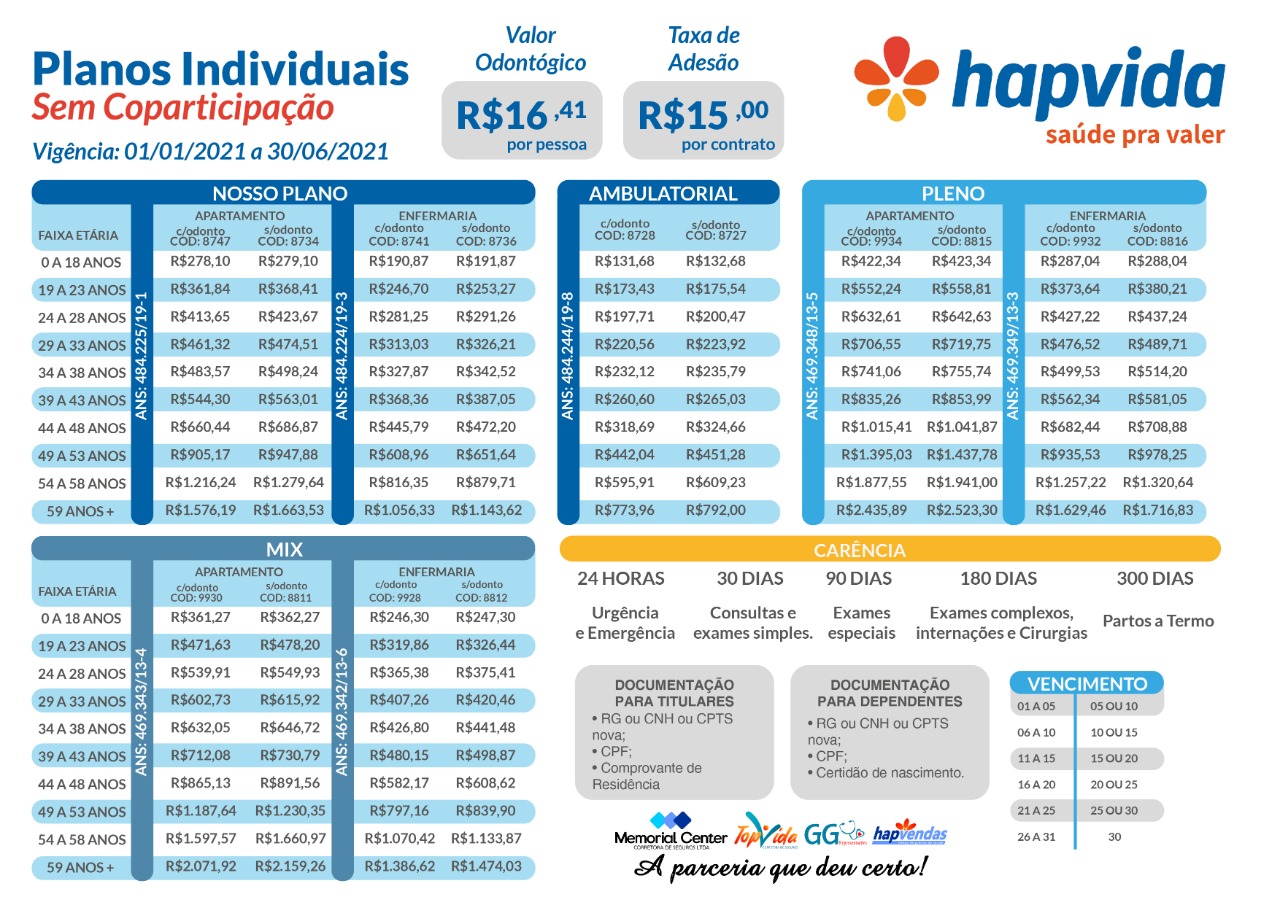 Planos Individuais
Sem Coparticipação
Vigência: 01/01/2021 a 30/06/2021
Valor
Odontógico
R$16 ,41
por pessoa
Taxa de
Adesão
R$15 ,00
por contrato
hapvida
saúde pra valer
NOSSO PLANO
APARTAMENTO ENFERMARIA
FAIXA ETÁRIA c/odonto s/odonto c/odonto s/odonto
COD: 8747 COD: 8734 COD: 8741 COD: 8736
ANS: 484.225/19-1
ANS: 484.224/19-3
0 A 18 ANOS R$278,10 R$279,10 R$190,87 R$191,87
19 A 23 ANOS R$361,84 R$368,41 R$246,70 R$253,27
24 A 28 ANOS R$413,65 R$423,67 R$281,25 R$291,26
29 A 33 ANOS R$461,32 R$474,51 R$313,03 R$326,21
34 A 38 ANOS R$483,57 R$498,24 R$327,87 R$342,52
39 A 43 ANOS R$544,30 R$563,01 R$368,36 R$387,05
44 A 48 ANOS R$660,44 R$686,87 R$445,79 R$472,20
49 A 53 ANOS R$905,17 R$947,88 R$608,96 R$651,64
54 A 58 ANOS R$1.216,24 R$1.279,64 R$816,35 R$879,71
59 ANOS + R$1.576,19 R$1.663,53 R$1.056,33 R$1.143,62
AMBULATORIAL
c/odonto s/odonto
COD: 8728 COD: 8727
ANS: 484.244/19-8
R$131,68 R$132,68
R$173,43 R$175,54
R$197,71 R$200,47
R$220,56 R$223,92
R$232,12 R$235,79
R$260,60 R$265,03
R$318,69 R$324,66
R$442,04 R$451,28
R$595,91 R$609,23
R$773,96 R$792,00
PLENO
APARTAMENTO ENFERMARIA
c/odonto s/odonto c/odonto s/odonto
COD: 9934 COD: 8815 COD: 9932 COD: 8816
ANS: 469.348/13-5
ANS: 469.349/13-3
R$422,34 R$423,34 R$287,04 R$288,04
R$552,24 R$558,81 R$373,64 R$380,21
R$632,61 R$642,63 R$427,22 R$437,24
R$706,55 R$719,75 R$476,52 R$489,71
R$741,06 R$755,74 R$499,53 R$514,20
R$835,26 R$853,99 R$562,34 R$581,05
R$1.015,41 R$1.041,87 R$682,44 R$708,88
R$1.395,03 R$1.437,78 R$935,53 R$978,25
R$1.877,55 R$1.941,00 R$1.257,22 R$1.320,64
R$2.435,89 R$2.523,30 R$1.629,46 R$1.716,83
MIX
APARTAMENTO ENFERMARIA
FAIXA ETÁRIA c/odonto s/odonto c/odonto s/odonto
COD: 9930 COD: 8811 COD: 9928 COD: 8812
ANS: 469.343/13-4
ANS: 469.342/13-6
0 A 18 ANOS R$361,27 R$362,27 R$246,30 R$247,30
19 A 23 ANOS R$471,63 R$478,20 R$319,86 R$326,44
24 A 28 ANOS R$539,91 R$549,93 R$365,38 R$375,41
29 A 33 ANOS R$602,73 R$615,92 R$407,26 R$420,46
34 A 38 ANOS R$632,05 R$646,72 R$426,80 R$441,48
39 A 43 ANOS R$712,08 R$730,79 R$480,15 R$498,87
44 A 48 ANOS R$865,13 R$891,56 R$582,17 R$608,62
49 A 53 ANOS R$1.187,64 R$1.230,35 R$797,16 R$839,90
54 A 58 ANOS R$1.597,57 R$1.660,97 R$1.070,42 R$1.133,87
59 ANOS + R$2.071,92 R$2.159,26 R$1.386,62 R$1.474,03
CARÊNCIA
24 HORAS 30 DIAS 90 DIAS 180 DIAS 300 DIAS
Urgência Consultas e Exames Exames complexos, Partos a Termo
e Emergência exames simples. especiais internações e Cirurgias
DOCUMENTAÇÃO
PARA TITULARES
• RG ou CNH ou CPTS
nova;
• CPF;
• Comprovante de
Residência
DOCUMENTAÇÃO
PARA DEPENDENTES
• RG ou CNH ou CPTS
nova;
• CPF;
• Certidão de nascimento.
VENCIMENTO
01 A 05 05 OU 10
06 A 10 10 OU 15
11 A 15 15 OU 20
16 A 20 20 OU 25
21 A 25 25 OU 30
26 A 31 30
Memorial Center
CORRETORA DE SEGUROS LTDA
TopVida
GG
Representações
hapvendas
A parceria que deu certo!